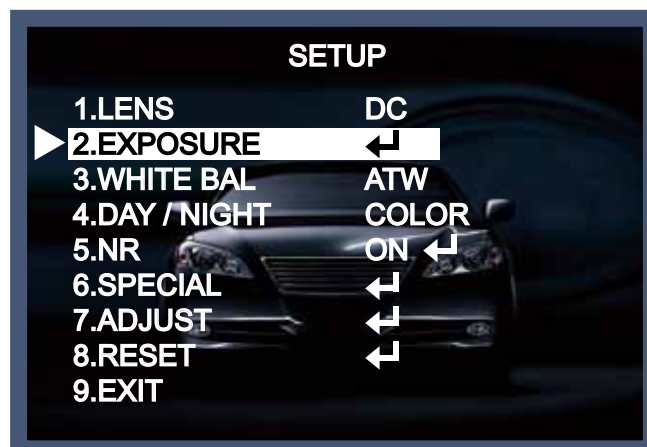 SETUP
1.LENS DC
2.EXPOSURE ↵
3.WHITE BAL ATW
4.DAY / NIGHT COLOR
5.NR ON ↵
6.SPECIAL ↵
7.ADJUST ↵
8.RESET ↵
9.EXIT